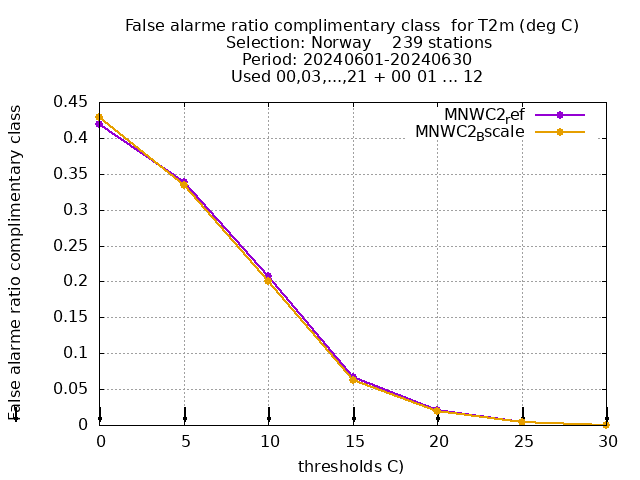 False alarme ratio complimentary class  for T2m (deg C)
Selection: Norway    239 stations
Period: 20240601-20240630
Used 00,03,...,21 + 00 01 ... 12
False alarme ratio complimentary class
MNWC2ref
MNWC2Bscale
0.45
0.4
0.35
0.3
0.25
0.2
0.15
0.1
0.05
0
0 5 10 15 20 25 30
thresholds C)